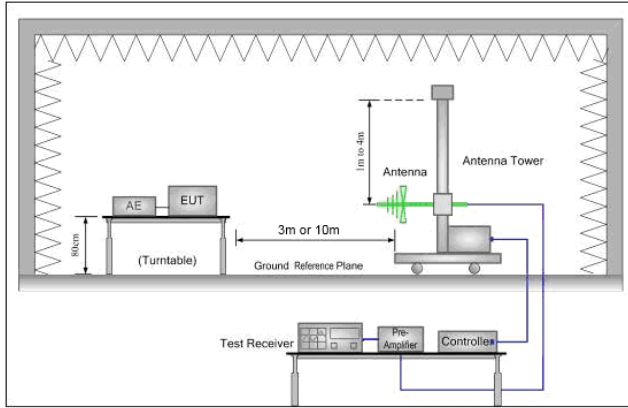 1m to 4m
Antenna
Antenna Tower
AE
EUT
80cm
(Turntable)
3m or 10m
Ground Reference Plane
Test Receiver
Pre-
Amplifier
Controlle